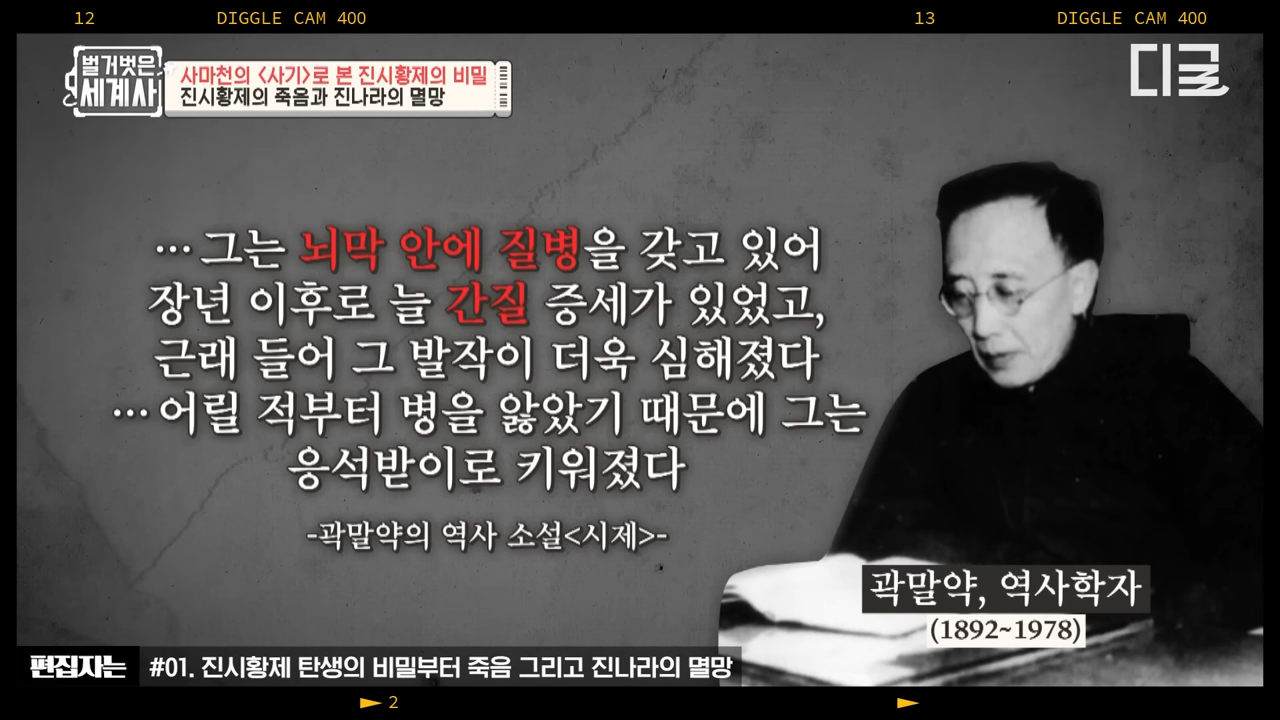 12 DIGGLE CAM 400 13 DIGGLE CAM 400
벌거벗은
세계사
사마천의 <사기>로 본 진시황제의 비밀
진시황제의 죽음과 진나라의 멸망
디글
… 그는 뇌막 안에 질병을 갖고 있어
장년 이후로 늘 간질 증세가 있었고,
근래 들어 그 발작이 더욱 심해졌다
… 어릴 적부터 병을 앓았기 때문에 그는
응석받이로 키워졌다
-곽말약의 역사 소설<시제>-
곽말약, 역사학자
(1892~1978)
편집자는 #01. 진시황제 탄생의 비밀부터 죽음 그리고 진나라의 멸망
2